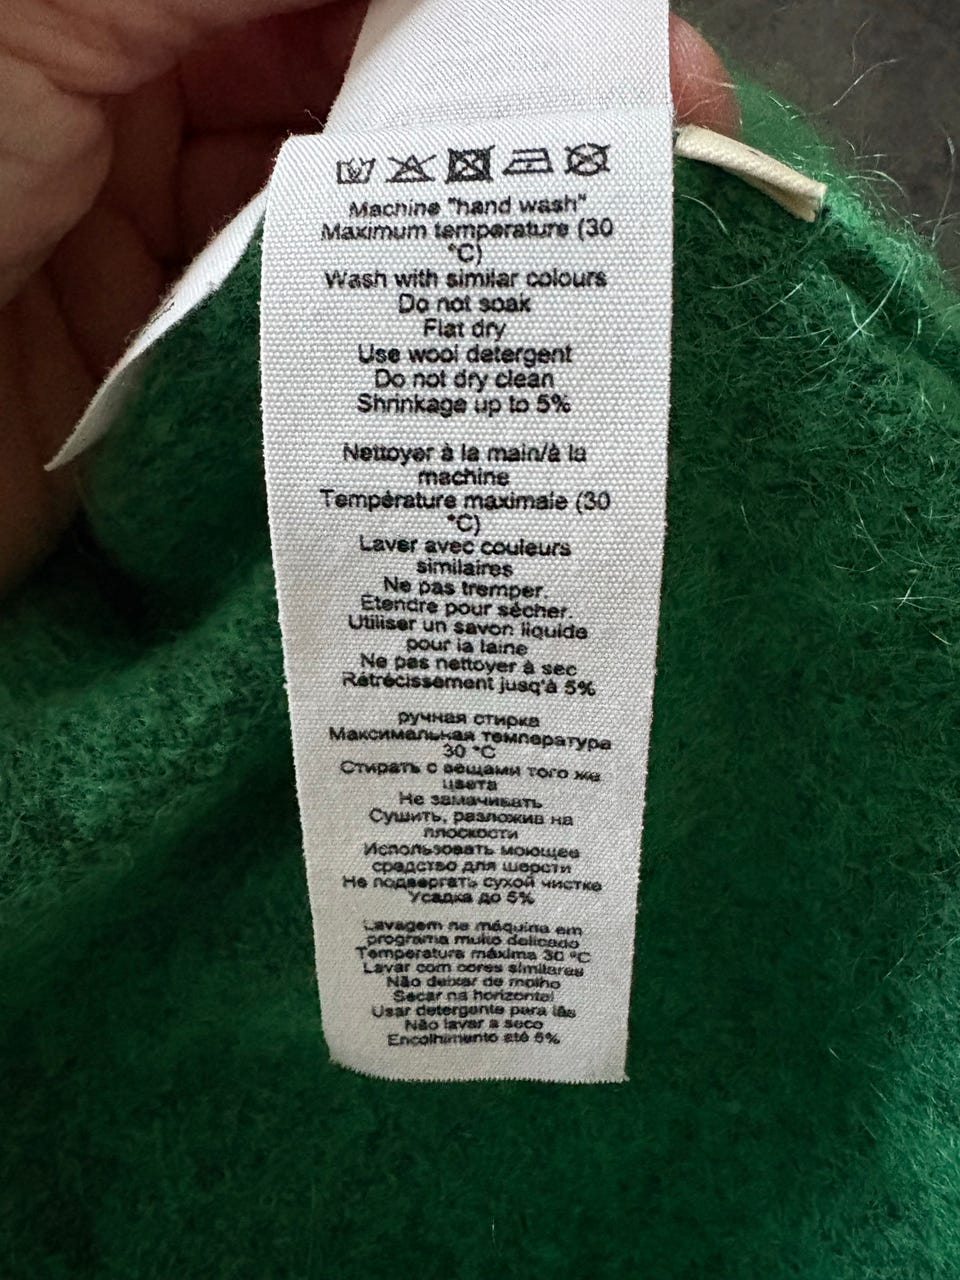 Machine "hand wash"
Maximum temperature (30
°C)
Wash with similar colours
Do not soak
Flat dry
Use wool detergent
Do not dry clean
Shrinkage up to 5%
Nettoyer à la main/à la
machine
Température maximale (30
°C)
Laver avec couleurs
similaires
Ne pas tremper.
Etendre pour sécher.
Utiliser un savon liquide
pour la laine
Ne pas nettoyer à sec
Rétrécissement jusq'à 5%
ручная стирка
Максимальная температура
30 °C
Стирать с вещами того же
цвета
Не замачивать
Сушить, разложив на
плоскости
Использовать моющее
средство для шерсти
Не подвергать сухой чистке
Усадка до 5%
Lavagem na máquina em
programa muito delicado
Temperatura máxima 30 °C
Lavar com cores similares
Não deixar de molho
Secar na horizontal
Usar detergente para lãs
Não lavar a seco
Encolhimento até 5%